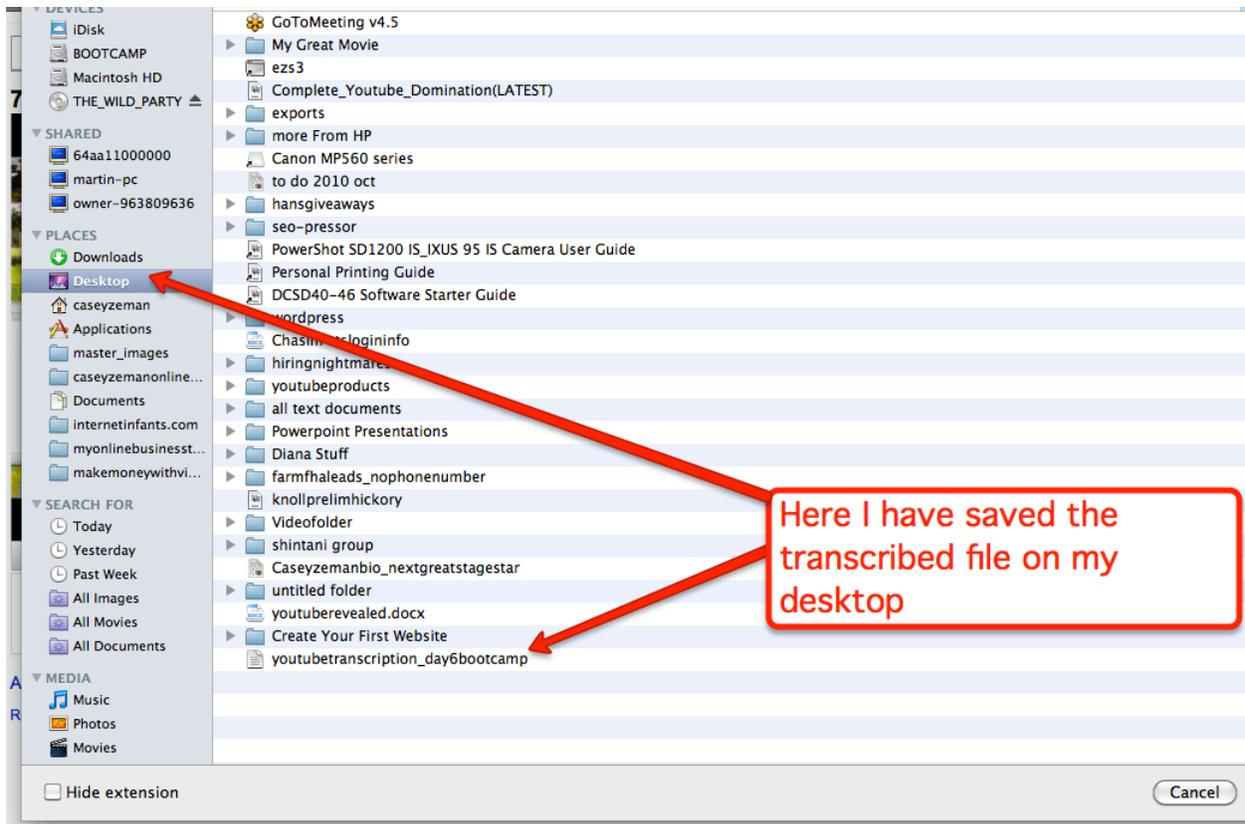 DEVICES
iDisk
BOOTCAMP
Macintosh HD
THE_WILD_PARTY
SHARED
64aa11000000
martin-pc
owner-963809636
PLACES
Downloads
Desktop
caseyzeman
Applications
master_images
caseyzemanonline...
Documents
internetinfants.com
myonlinebusinesst...
makemoneywithvi...
SEARCH FOR
Today
Yesterday
Past Week
All Images
All Movies
All Documents
MEDIA
Music
Photos
Movies
GoToMeeting v4.5
My Great Movie
ezs3
Complete_Youtube_Domination(LATEST)
exports
more From HP
Canon MP560 series
to do 2010 oct
hansgiveaways
seo-pressor
PowerShot SD1200 IS_IXUS 95 IS Camera User Guide
Personal Printing Guide
DCSD40-46 Software Starter Guide
wordpress
hiringnightmares
youtubeproducts
all text documents
Powerpoint Presentations
Diana Stuff
farmfhaleads_nophonenumber
knollprelimhickory
Videofolder
shintani group
Caseyzemanbio_nextgreatstagestar
untitled folder
youtuberevealed.docx
Create Your First Website
youtubetranscription_day6bootcamp
Here I have saved the
transcribed file on my
desktop
7
A
R
Hide extension
Cancel